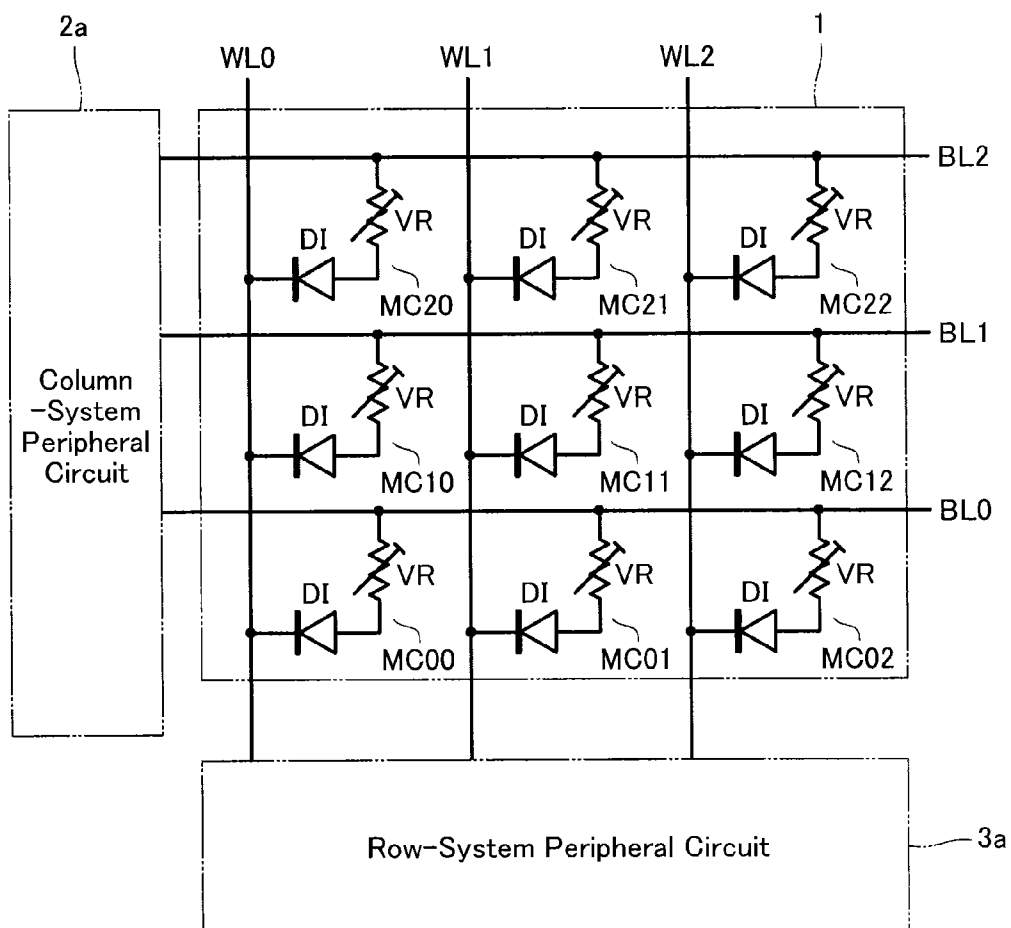 2a
1
WL0 WL1 WL2
BL2
VR VR VR
DI DI DI
MC20 MC21 MC22
BL1
Column
-System
Peripheral
Circuit
VR VR VR
DI DI DI
MC10 MC11 MC12
BL0
VR VR VR
DI DI DI
MC00 MC01 MC02
Row-System Peripheral Circuit
3a